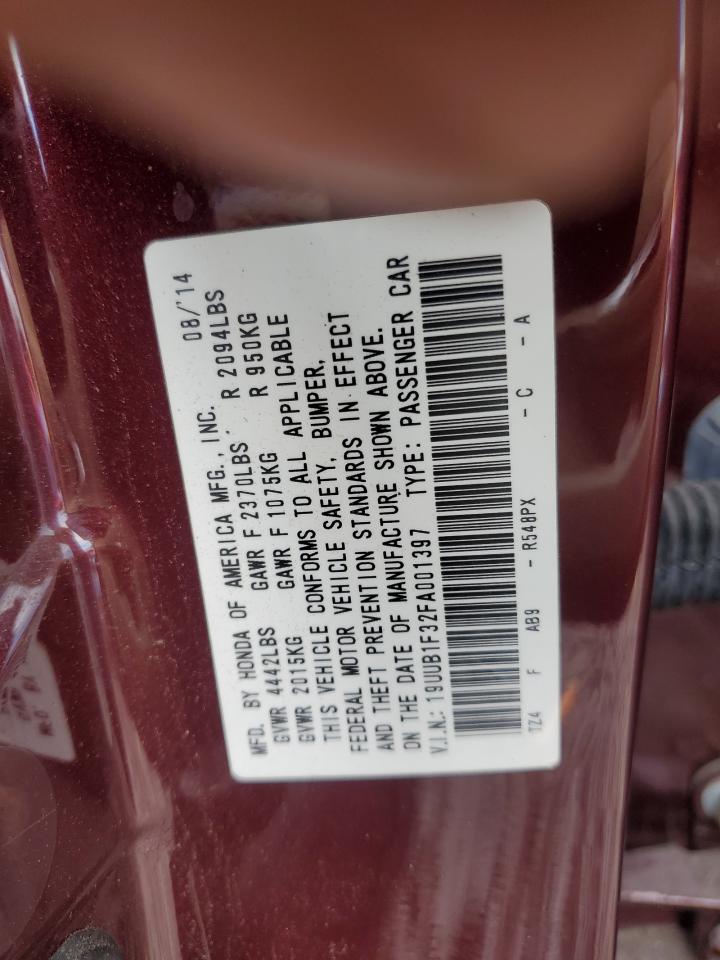 MFD. BY HONDA OF AMERICA MFG., INC. 08/'14
GVWR 4442LBS GAWR F 2370LBS R 2094LBS
GVWR 2015KG GAWR F 1075KG R 950KG
THIS VEHICLE CONFORMS TO ALL APPLICABLE
FEDERAL MOTOR VEHICLE SAFETY, BUMPER,
AND THEFT PREVENTION STANDARDS IN EFFECT
ON THE DATE OF MANUFACTURE SHOWN ABOVE.
V.I.N.: 19UUB1F32FA001397 TYPE: PASSENGER CAR
TZ4 F AB9 - R548PX - C - A